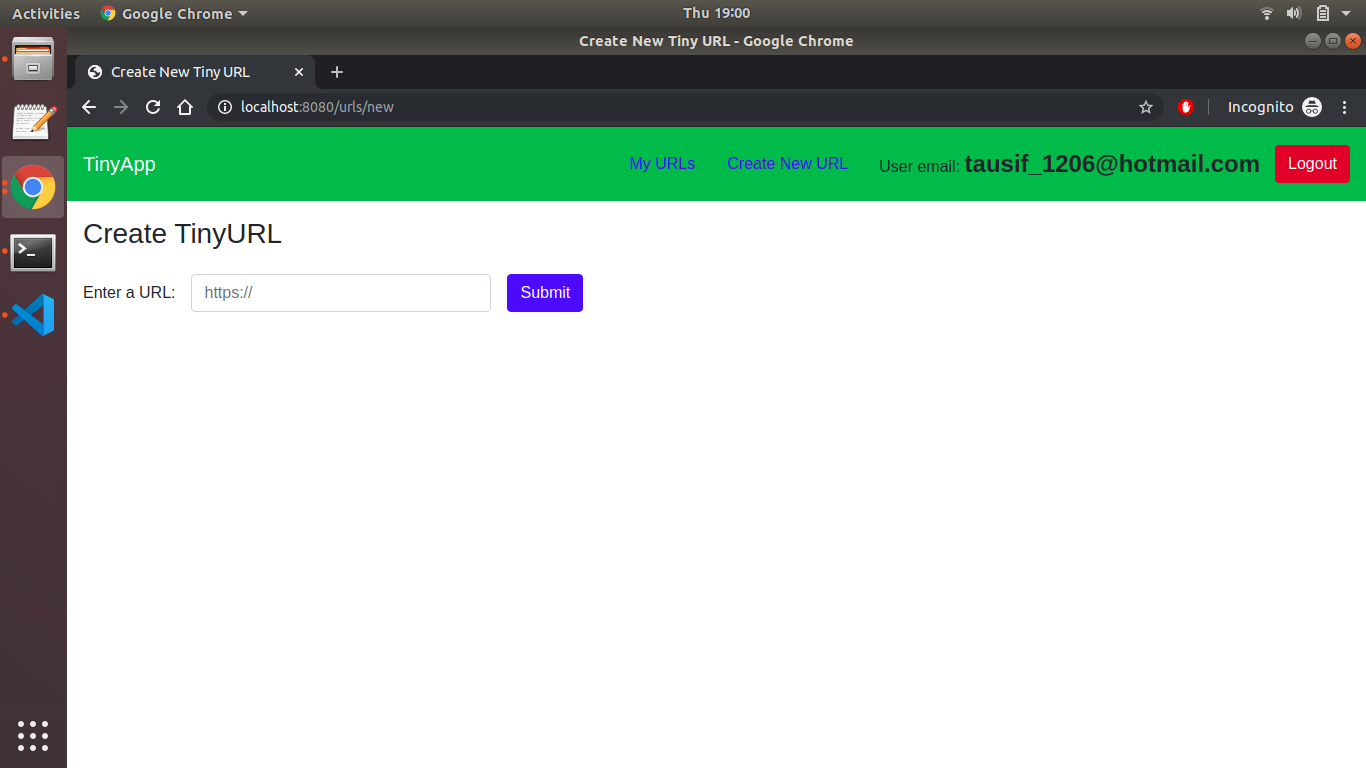 Activities Google Chrome Thu 19:00
Create New Tiny URL - Google Chrome
Create New Tiny URL
localhost:8080/urls/new Incognito
TinyApp My URLs Create New URL User email: tausif_1206@hotmail.com Logout
Create TinyURL
Enter a URL: https:// Submit